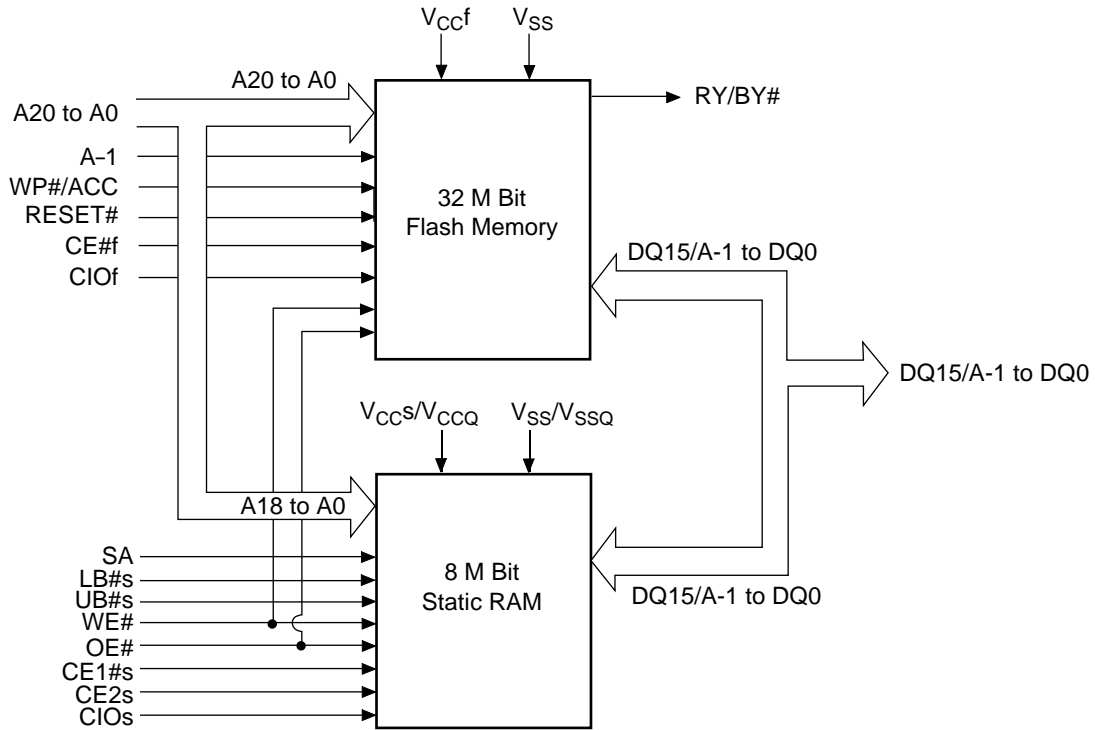 VCCf
VSS
A20 to A0
A20 to A0
RY/BY#
A–1
WP#/ACC
RESET#
CE#f
CIOf
32 M Bit
Flash Memory
DQ15/A-1 to DQ0
DQ15/A-1 to DQ0
VCCs/VCCQ
VSS/VSSQ
A18 to A0
SA
LB#s
UB#s
WE#
OE#
CE1#s
CE2s
CIOs
8 M Bit
Static RAM
DQ15/A-1 to DQ0